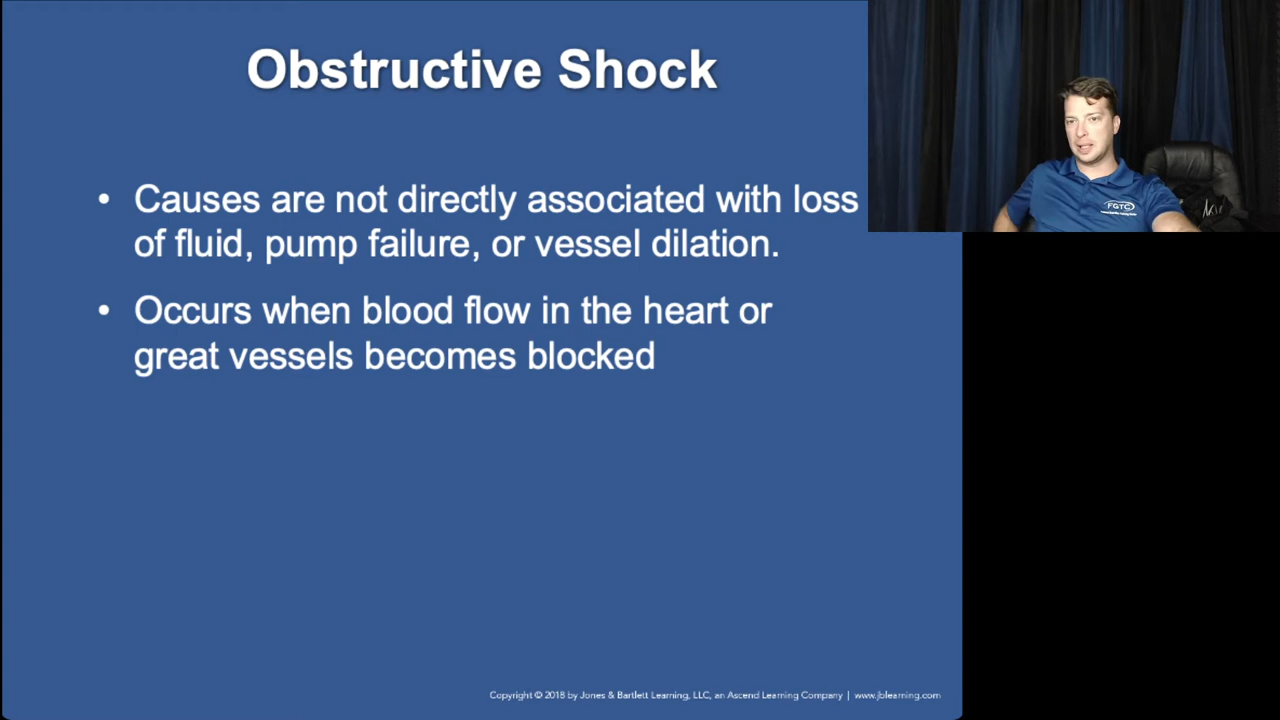 Obstructive Shock
• Causes are not directly associated with loss
of fluid, pump failure, or vessel dilation.
• Occurs when blood flow in the heart or
great vessels becomes blocked
FGTC
Copyright © 2018 by Jones & Bartlett Learning, LLC, an Ascend Learning Company | www.jblearning.com